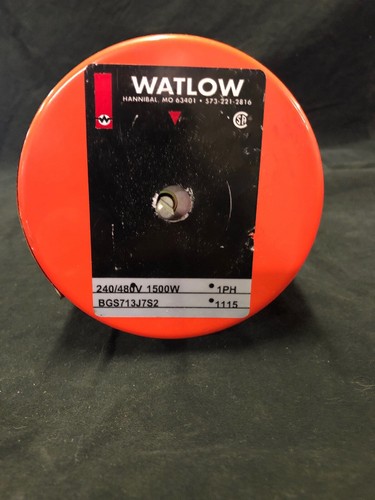 WATLOW
HANNIBAL, MO 63401 • 573-221-2816
240/480V 1500W • 1PH
BGS713J7S2 • 1115